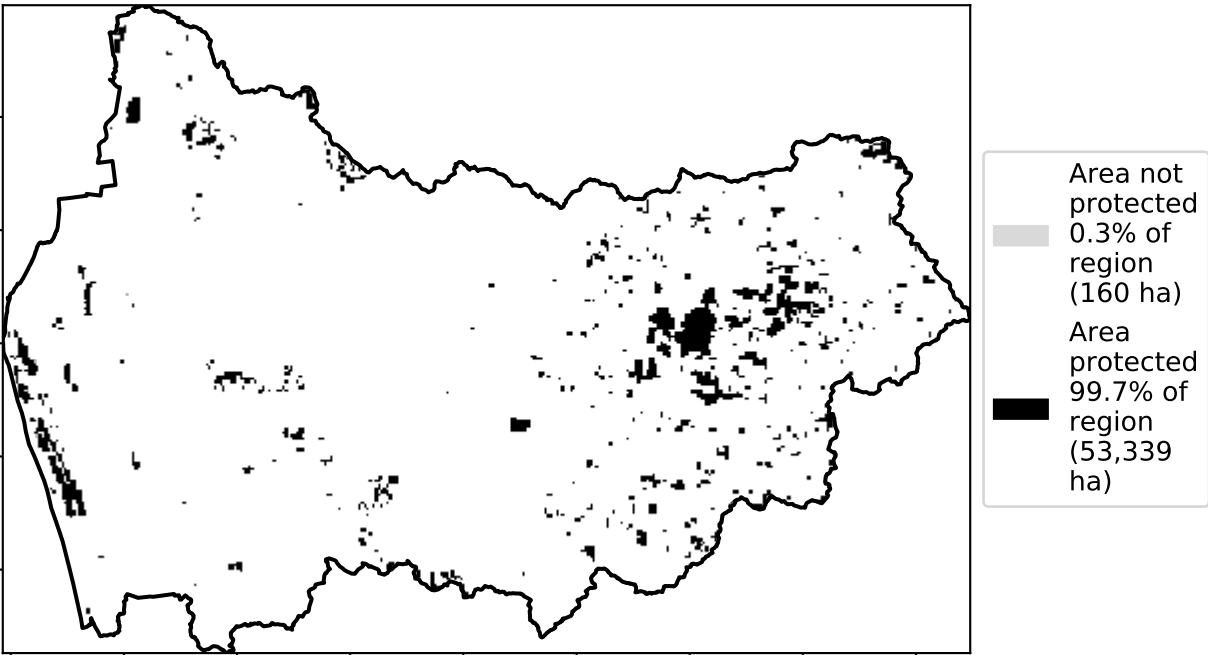 Area not
protected
0.3% of
region
(160 ha)
Area
protected
99.7% of
region
(53,339
ha)